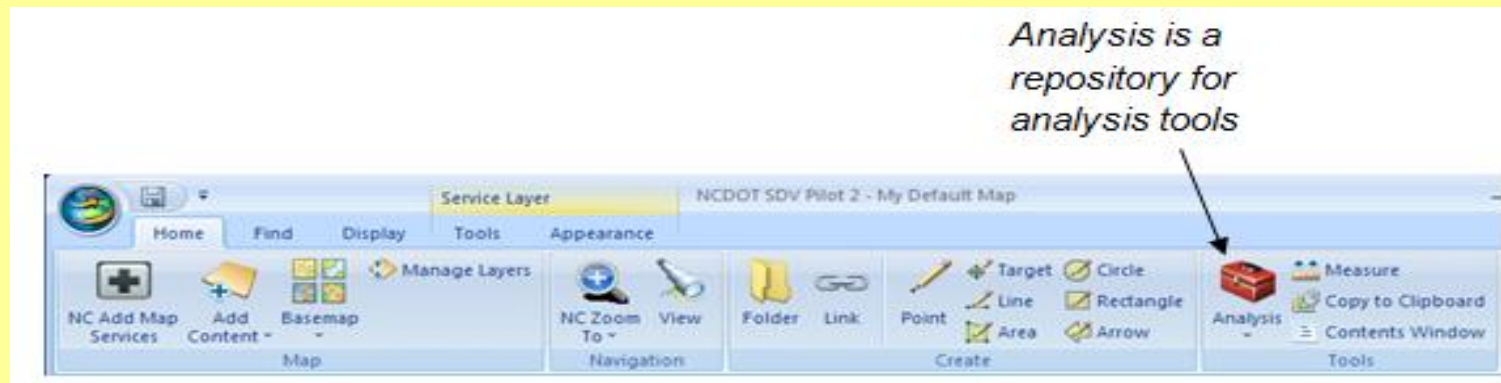 Analysis is a
repository for
analysis tools
Service Layer
NCDOT SDV Pilot 2 - My Default Map
Home Find Display Tools Appearance
NC Add Map Services
Add Content
Basemap
Manage Layers
Map
NC Zoom To
View
Navigation
Folder
Link
Point
Target
Line
Area
Circle
Rectangle
Arrow
Create
Analysis
Measure
Copy to Clipboard
Contents Window
Tools